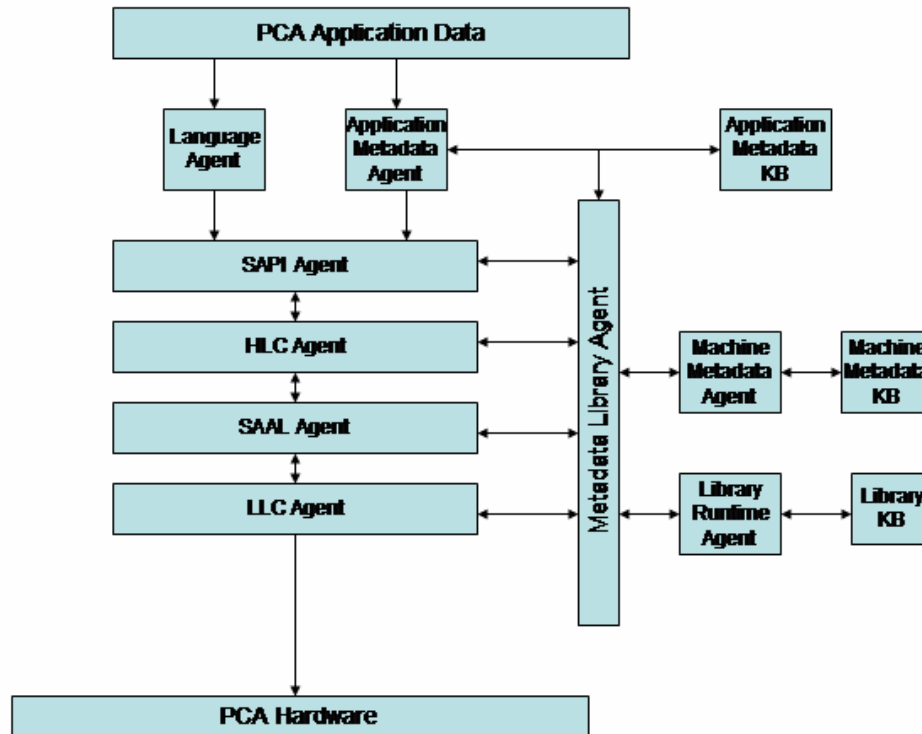 PCA Application Data
Language
Agent
Application
Metadata
Agent
Application
Metadata
KB
SAPI Agent
HLC Agent
SAAL Agent
LLC Agent
Metadata Library Agent
Machine
Metadata
Agent
Machine
Metadata
KB
Library
Runtime
Agent
Library
KB
PCA Hardware